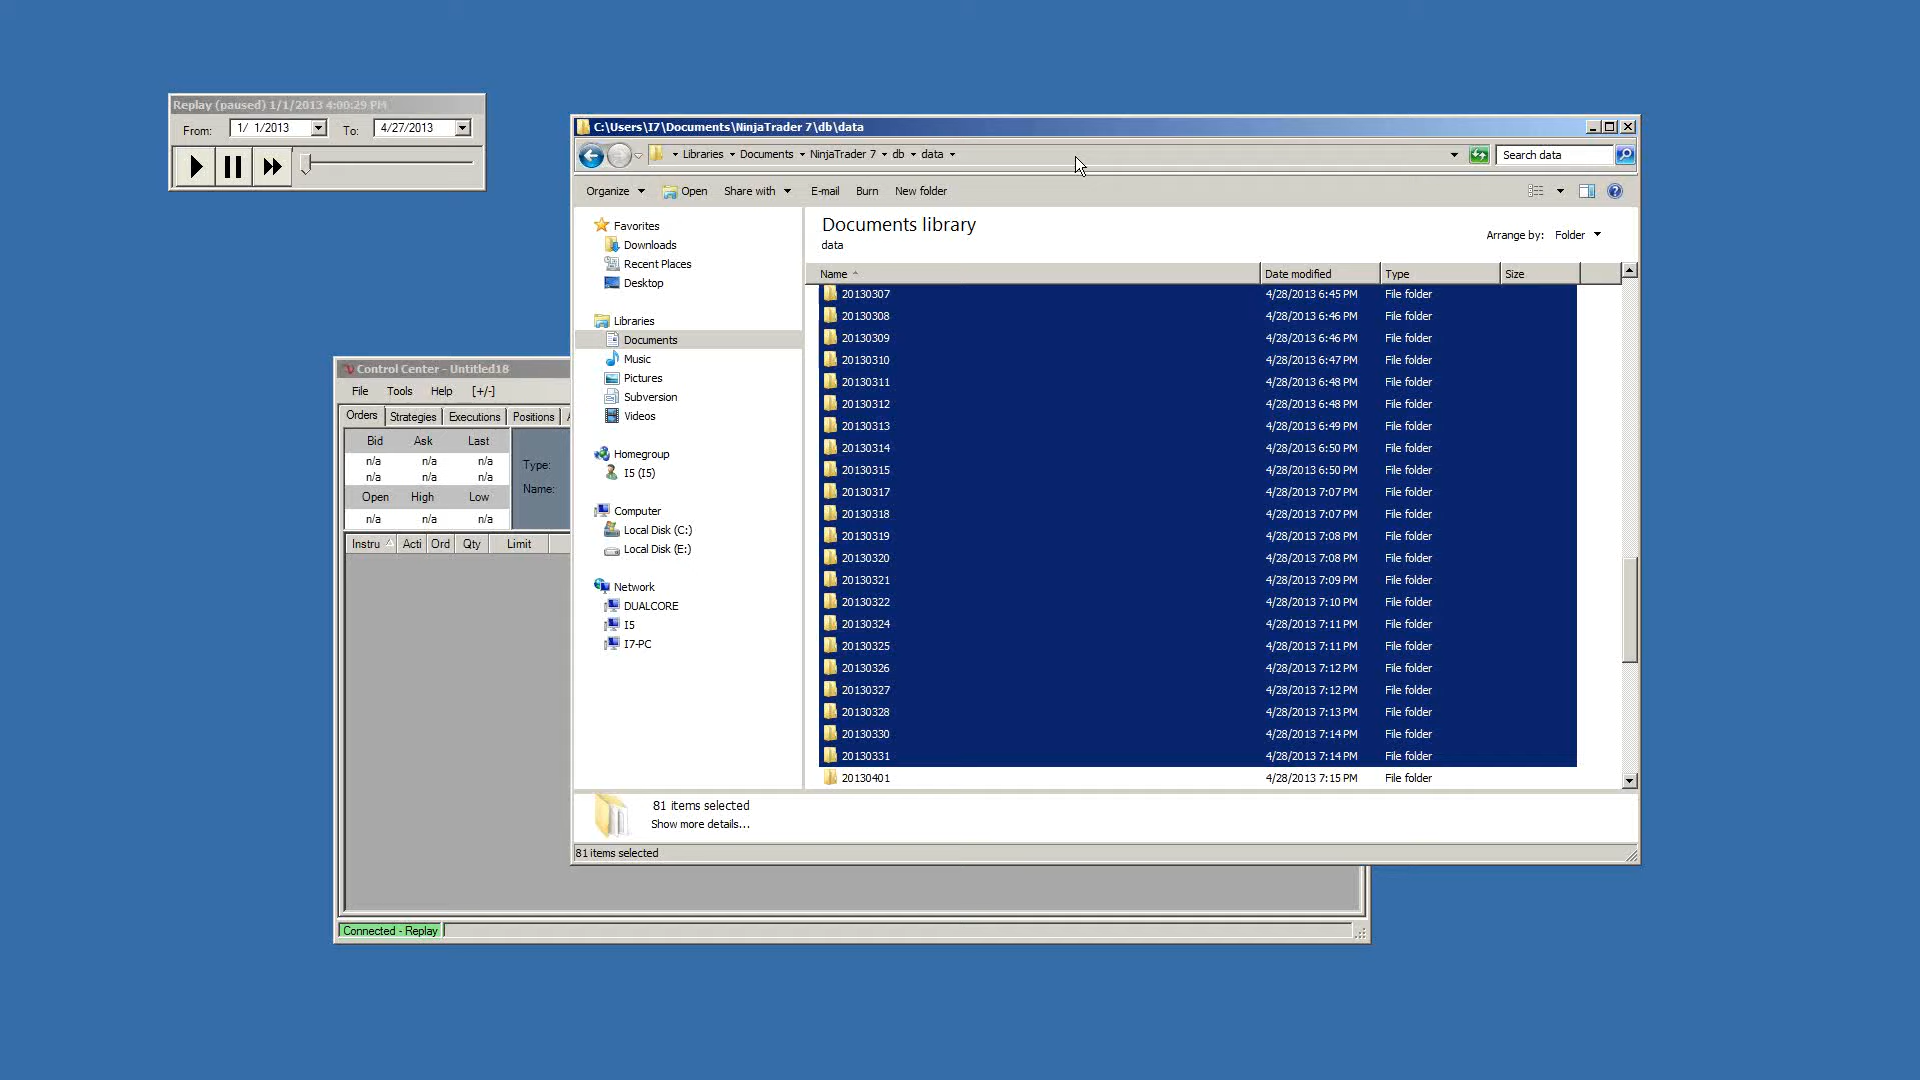 Replay (paused) 1/1/2013 4:00:29 PM
From: 1/ 1/2013 To: 4/27/2013
C:\Users\I7\Documents\NinjaTrader 7\db\data
Libraries Documents NinjaTrader 7 db data
Search data
Organize Open Share with E-mail Burn New folder
Favorites
Downloads
Recent Places
Desktop
Libraries
Documents
Music
Pictures
Subversion
Videos
Homegroup
I5 (I5)
Computer
Local Disk (C:)
Local Disk (E:)
Network
DUALCORE
I5
I7-PC
Documents library
data
Arrange by: Folder
Name Date modified Type Size
20130307 4/28/2013 6:45 PM File folder
20130308 4/28/2013 6:46 PM File folder
20130309 4/28/2013 6:46 PM File folder
20130310 4/28/2013 6:47 PM File folder
20130311 4/28/2013 6:48 PM File folder
20130312 4/28/2013 6:48 PM File folder
20130313 4/28/2013 6:49 PM File folder
20130314 4/28/2013 6:50 PM File folder
20130315 4/28/2013 6:50 PM File folder
20130317 4/28/2013 7:07 PM File folder
20130318 4/28/2013 7:07 PM File folder
20130319 4/28/2013 7:08 PM File folder
20130320 4/28/2013 7:08 PM File folder
20130321 4/28/2013 7:09 PM File folder
20130322 4/28/2013 7:10 PM File folder
20130324 4/28/2013 7:11 PM File folder
20130325 4/28/2013 7:11 PM File folder
20130326 4/28/2013 7:12 PM File folder
20130327 4/28/2013 7:12 PM File folder
20130328 4/28/2013 7:13 PM File folder
20130330 4/28/2013 7:14 PM File folder
20130331 4/28/2013 7:14 PM File folder
20130401 4/28/2013 7:15 PM File folder
81 items selected
Show more details...
81 items selected
Control Center - Untitled18
File Tools Help [+/-]
Orders Strategies Executions Positions
Bid Ask Last
n/a n/a n/a
n/a n/a n/a
Open High Low
n/a n/a n/a
Type:
Name:
Instru Acti Ord Qty Limit
Connected - Replay